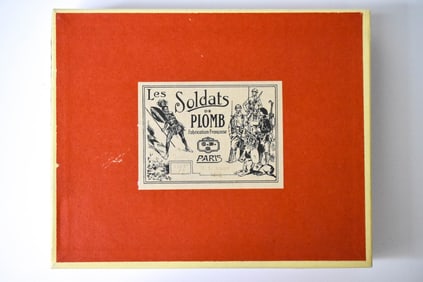 Les Soldats
DE
PLOMB
Fabrication Française
PARIS